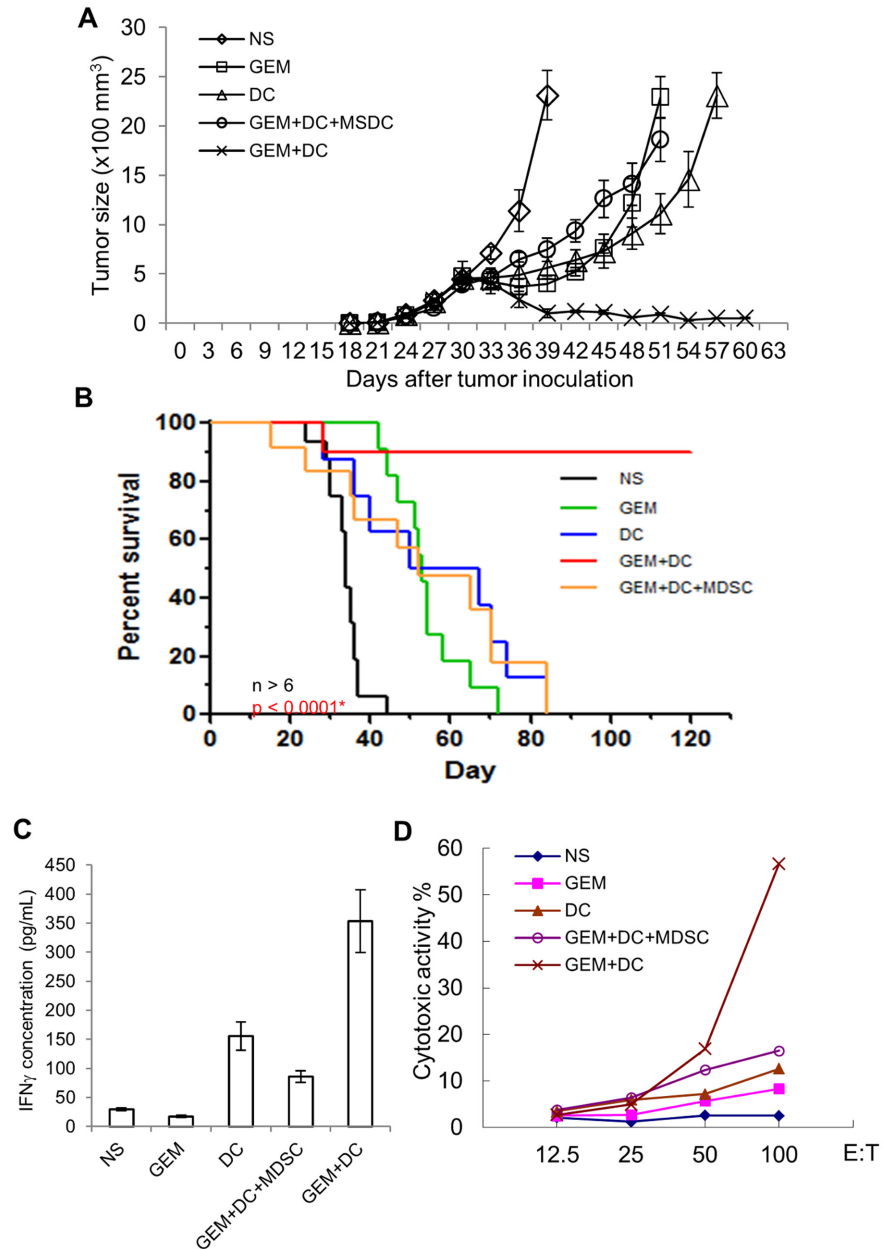 A
NS
GEM
DC
GEM+DC+MSDC
GEM+DC
Tumor size (x100 mm³)
30
25
20
15
10
5
0
0 3 6 9 12 15 18 21 24 27 30 33 36 39 42 45 48 51 54 57 60 63
Days after tumor inoculation
B
Percent survival
100
80
60
40
20
0
NS
GEM
DC
GEM+DC
GEM+DC+MDSC
n > 6
p < 0.0001*
0 20 40 60 80 100 120
Day
C
IFNγ concentration (pg/mL)
450
400
350
300
250
200
150
100
50
0
NS
GEM
DC
GEM+DC+MDSC
GEM+DC
D
Cytotoxic activity %
60
50
40
30
20
10
0
NS
GEM
DC
GEM+DC+MDSC
GEM+DC
12.5 25 50 100 E:T